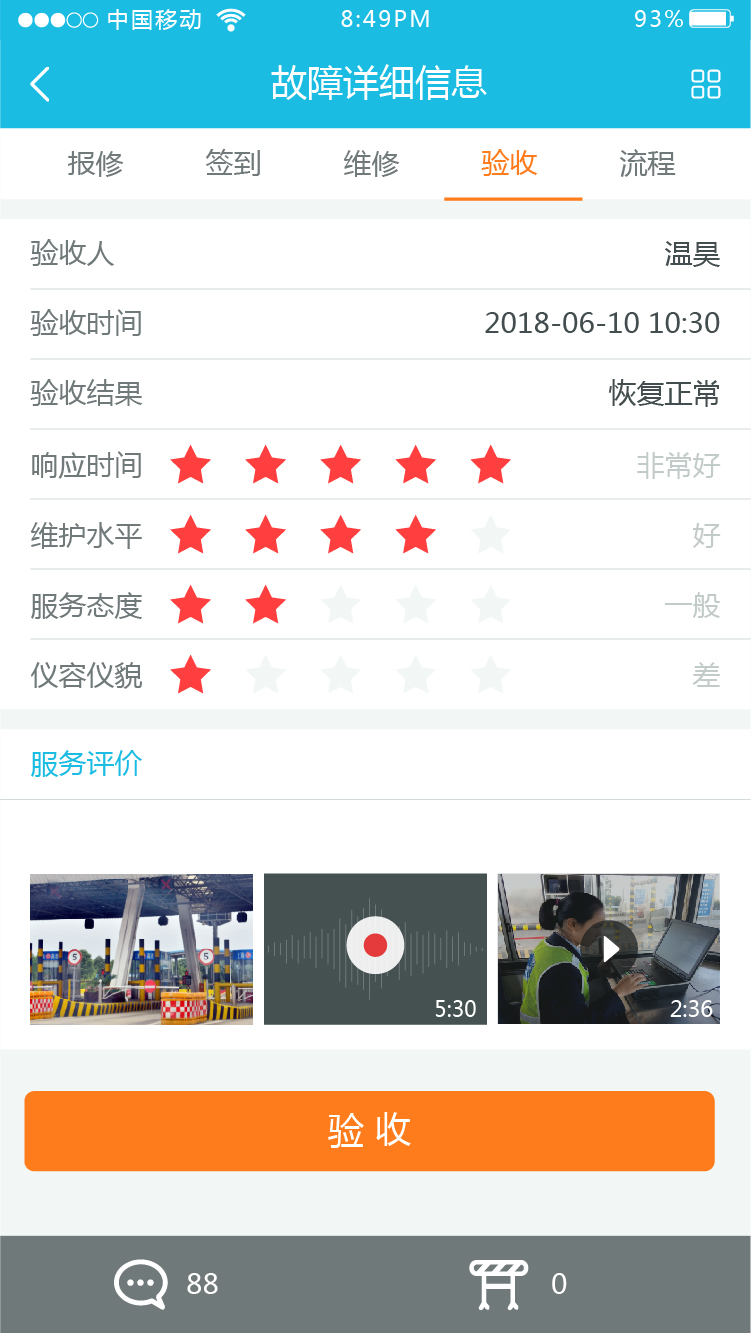 中国移动 8:49PM 93%
故障详细信息
报修 签到 维修 验收 流程
验收人 温昊
验收时间 2018-06-10 10:30
验收结果 恢复正常
响应时间 非常好
维护水平 好
服务态度 一般
仪容仪貌 差
服务评价
5 5
5:30 2:36
验 收
88 0